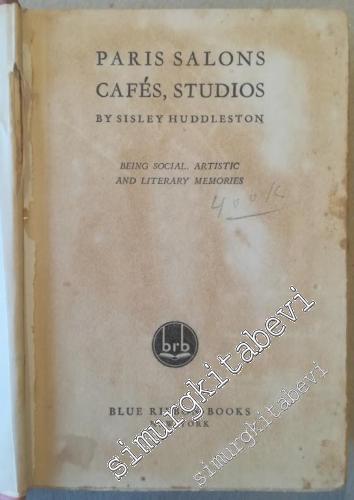 PARIS SALONS
CAFÉS, STUDIOS
BY SISLEY HUDDLESTON
BEING SOCIAL, ARTISTIC
AND LITERARY MEMORIES
brb
BLUE RIBBON BOOKS
NEW YORK
simurgkitabevi
simurgkitabevi